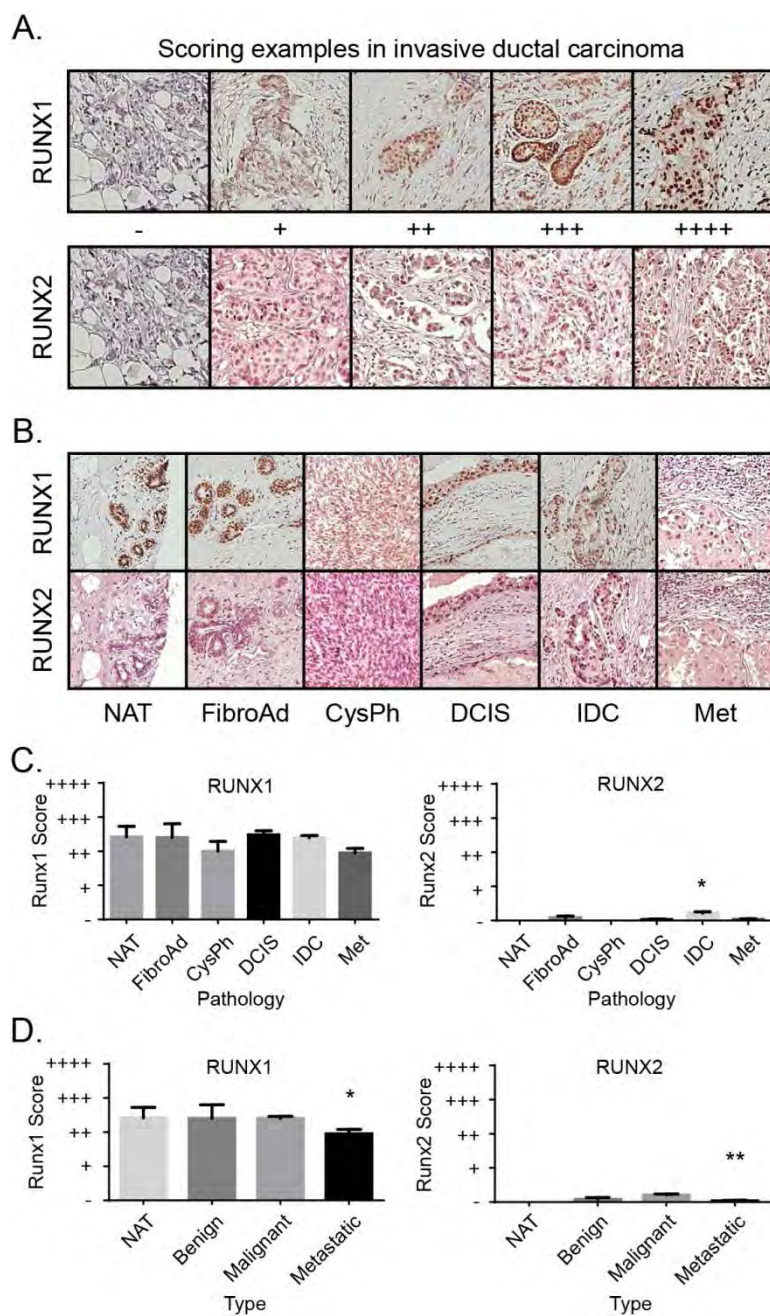 A.
Scoring examples in invasive ductal carcinoma
RUNX1
- + ++ +++ ++++
RUNX2
B.
RUNX1
RUNX2
NAT FibroAd CysPh DCIS IDC Met
C.
RUNX1
Runx1 Score
++++
+++
++
+
-
NAT FibroAd CysPh DCIS IDC Met
Pathology
RUNX2
Runx2 Score
++++
+++
++
+
-
*
NAT FibroAd CysPh DCIS IDC Met
Pathology
D.
RUNX1
Runx1 Score
++++
+++
++
+
-
*
NAT Benign Malignant Metastatic
Type
RUNX2
Runx2 Score
++++
+++
++
+
-
**
NAT Benign Malignant Metastatic
Type